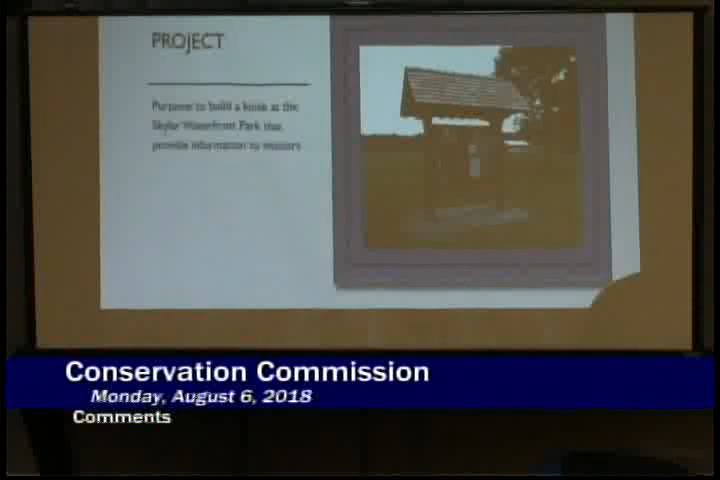 PROJECT
Purpose to build a kiosk at the
Skylar Waterfront Park that
provide information to visitors
Conservation Commission
Monday, August 6, 2018
Comments